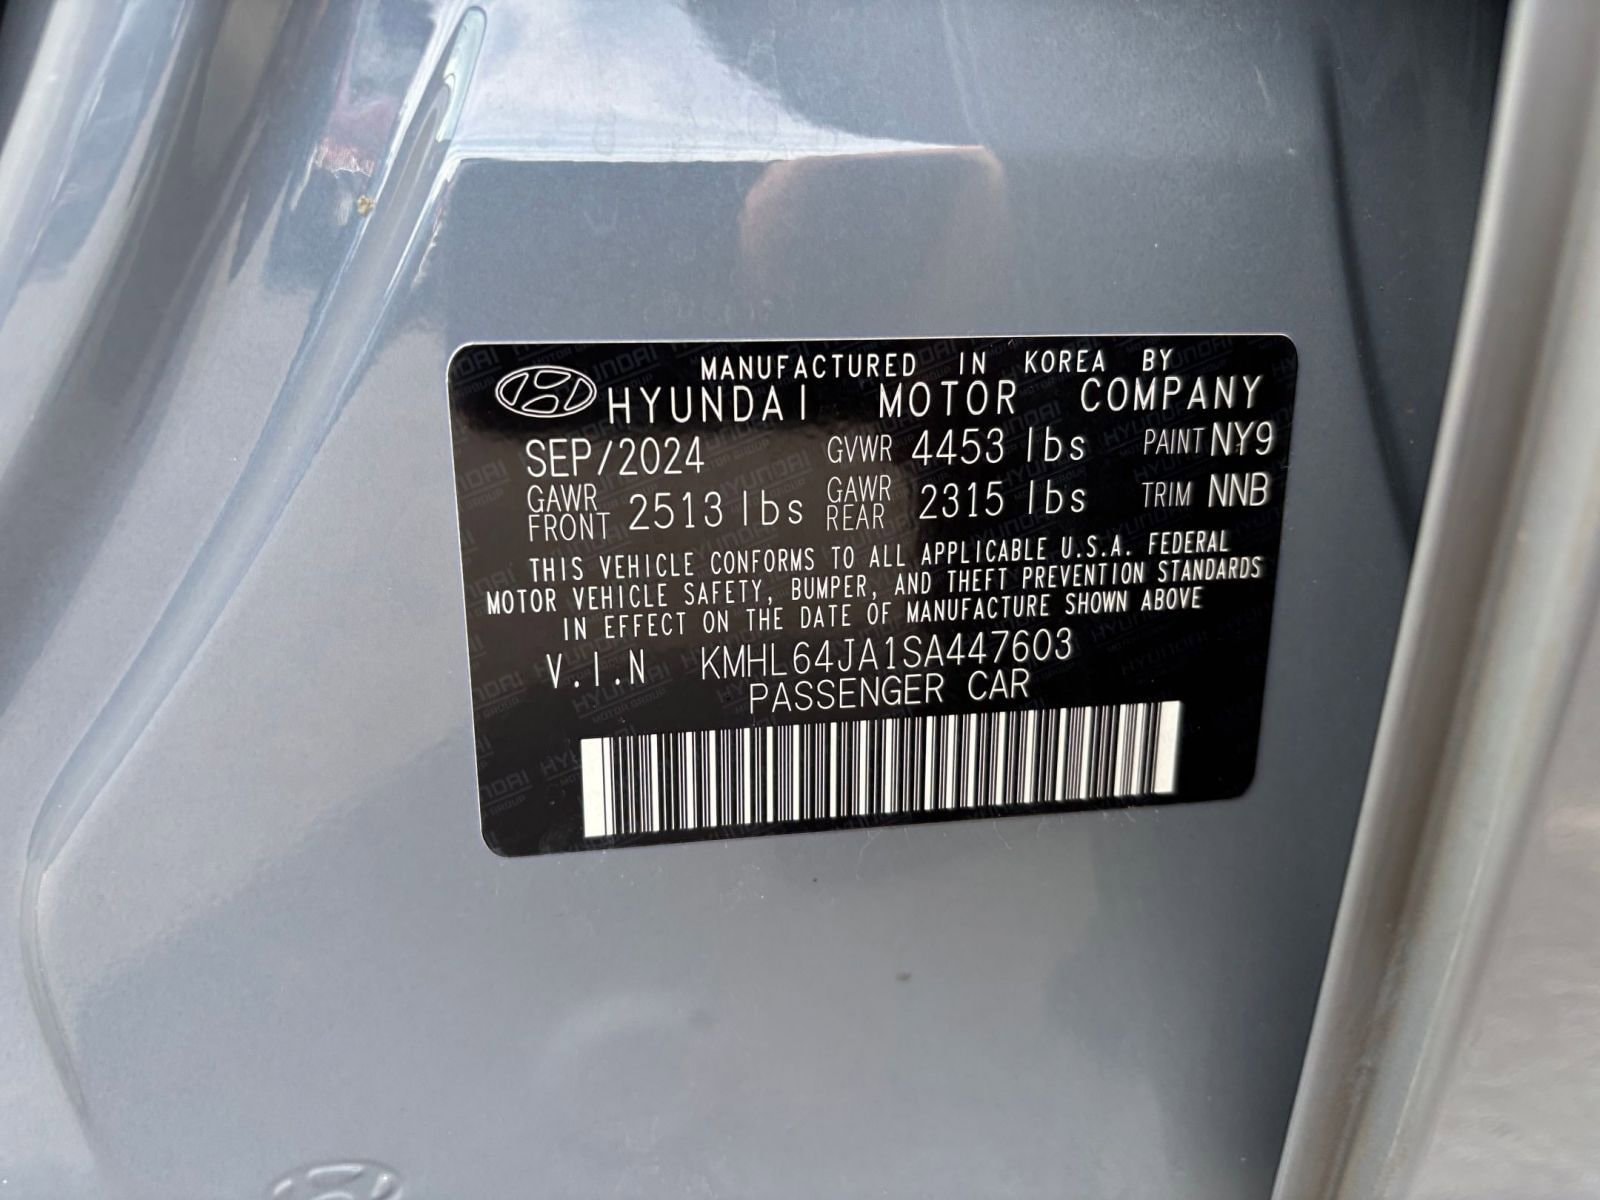 MANUFACTURED IN KOREA BY
HYUNDAI MOTOR COMPANY
SEP/2024 GVWR 4453 lbs PAINT NY9
GAWR FRONT 2513 lbs GAWR REAR 2315 lbs TRIM NNB
THIS VEHICLE CONFORMS TO ALL APPLICABLE U.S.A. FEDERAL
MOTOR VEHICLE SAFETY, BUMPER, AND THEFT PREVENTION STANDARDS
IN EFFECT ON THE DATE OF MANUFACTURE SHOWN ABOVE
V.I.N KMHL64JA1SA447603
PASSENGER CAR